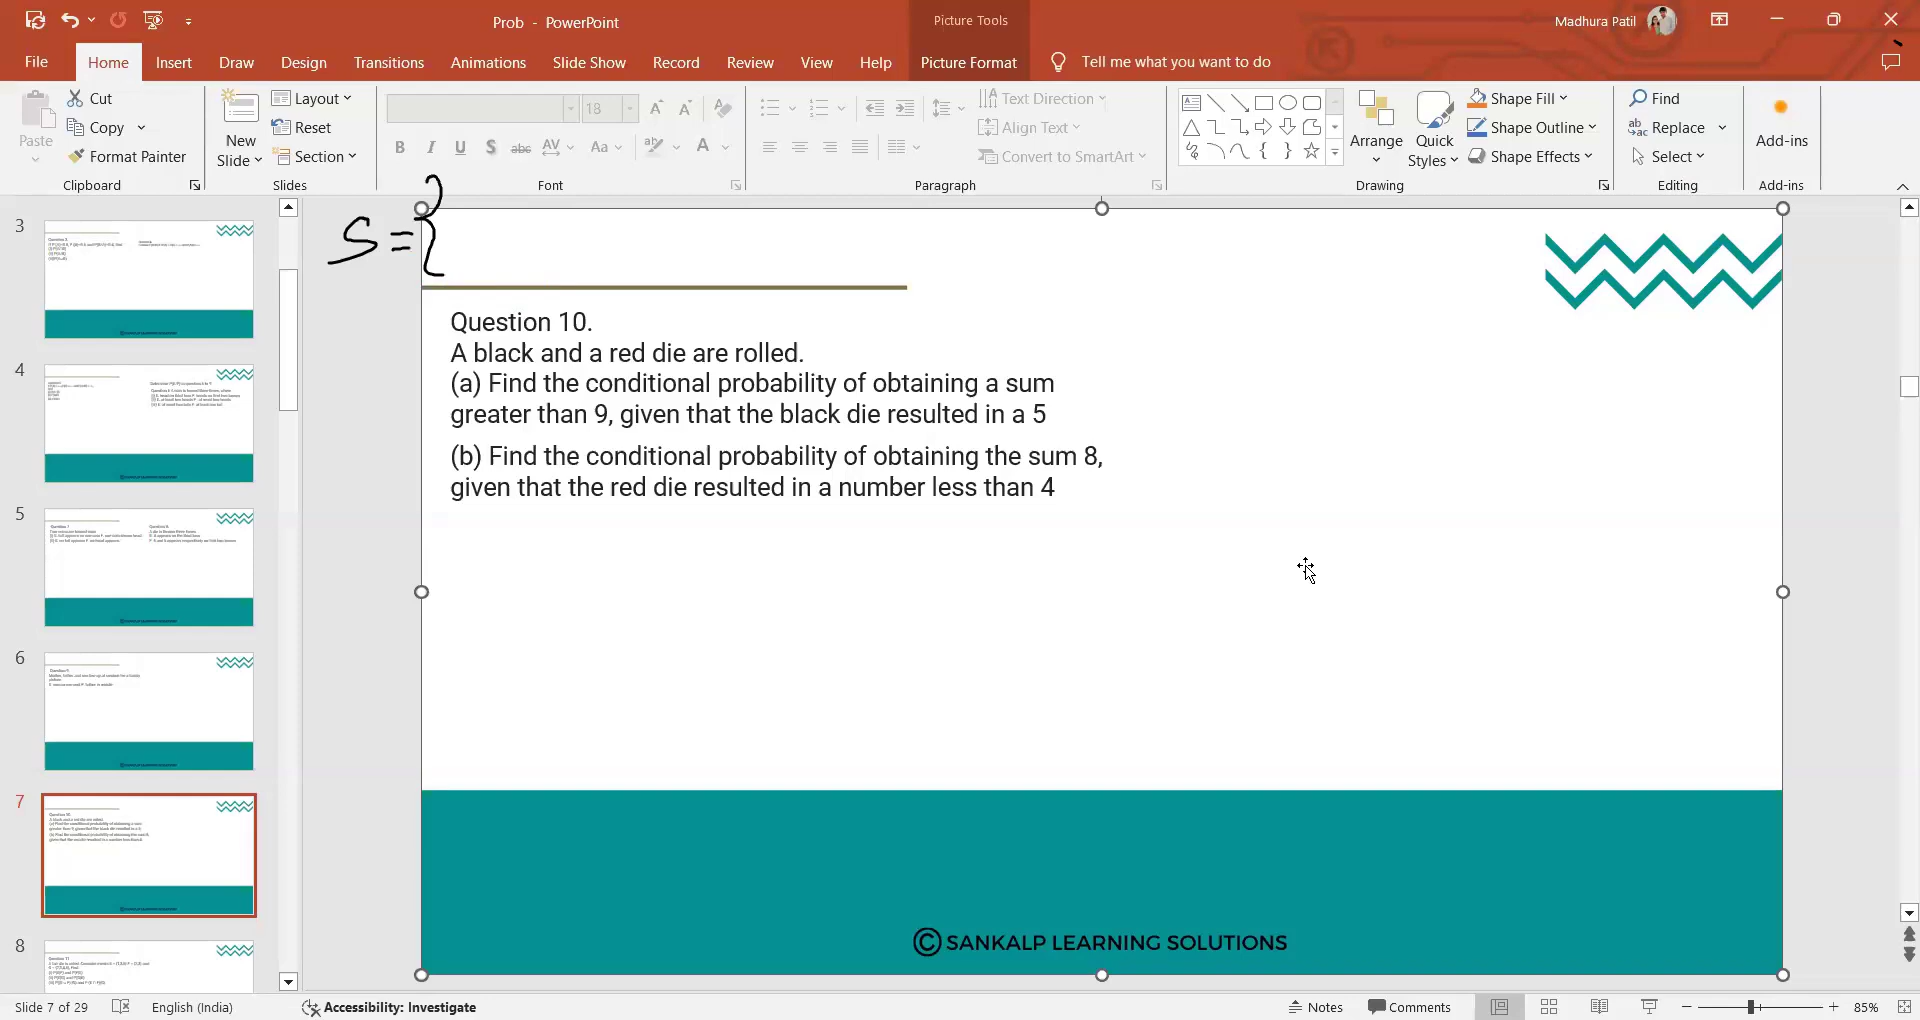 Prob - PowerPoint
Picture Tools
Madhura Patil
File Home Insert Draw Design Transitions Animations Slide Show Record Review View Help Picture Format Tell me what you want to do
Paste
Cut
Copy
Format Painter
Clipboard
New Slide
Layout
Reset
Section
Slides
18
B I U S abc AV Aa A
Font
Text Direction
Align Text
Convert to SmartArt
Paragraph
Arrange
Quick Styles
Shape Fill
Shape Outline
Shape Effects
Drawing
Find
Replace
Select
Editing
Add-ins
Add-ins
S = {
3
4
5
6
7
8
Question 10.
A black and a red die are rolled.
(a) Find the conditional probability of obtaining a sum
greater than 9, given that the black die resulted in a 5
(b) Find the conditional probability of obtaining the sum 8,
given that the red die resulted in a number less than 4
© SANKALP LEARNING SOLUTIONS
Slide 7 of 29 English (India) Accessibility: Investigate Notes Comments 85%